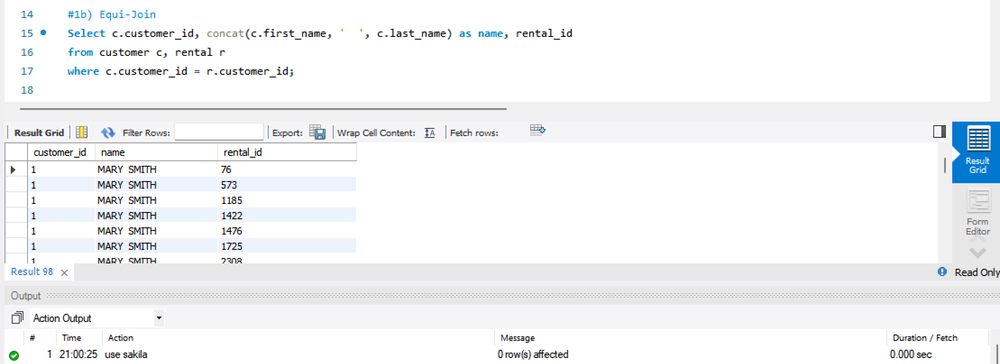 14 #1b) Equi-Join
15 Select c.customer_id, concat(c.first_name, '  ', c.last_name) as name, rental_id
16 from customer c, rental r
17 where c.customer_id = r.customer_id;
18
Result Grid Filter Rows: Export: Wrap Cell Content: Fetch rows:
customer_id name rental_id
1 MARY  SMITH 76
1 MARY  SMITH 573
1 MARY  SMITH 1185
1 MARY  SMITH 1422
1 MARY  SMITH 1476
1 MARY  SMITH 1725
1 MARY  SMITH 2308
Result
Grid
Form
Editor
Result 98 Read Only
Output
Action Output
# Time Action Message Duration / Fetch
1 21:00:25 use sakila 0 row(s) affected 0.000 sec